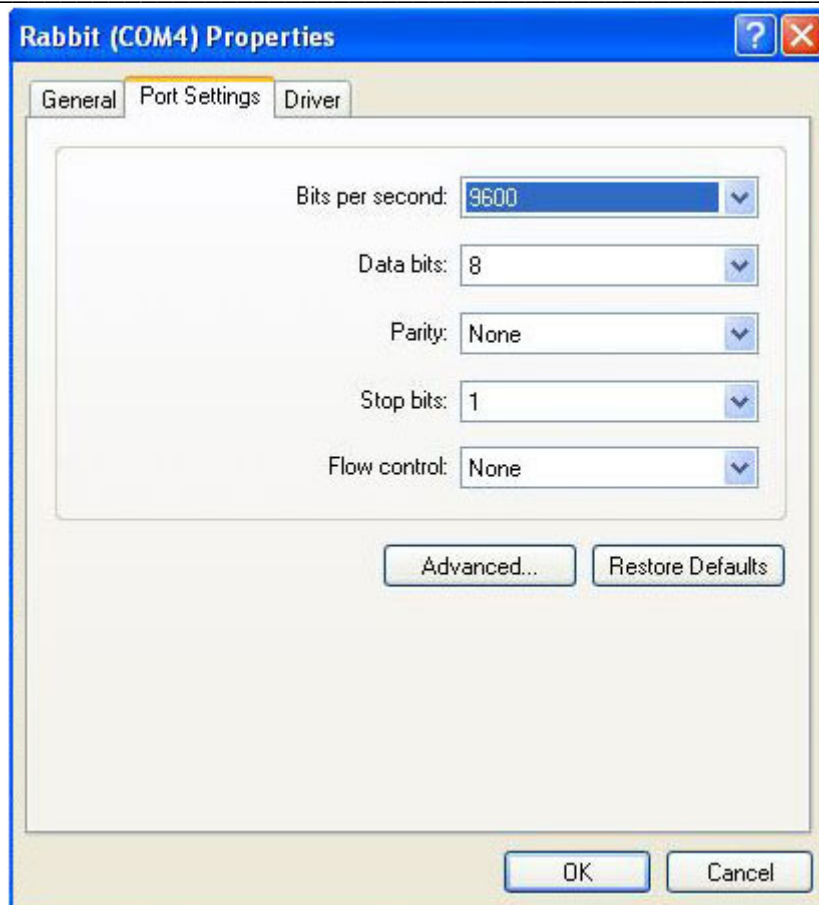 Rabbit (COM4) Properties
General Port Settings Driver
Bits per second: 9600
Data bits: 8
Parity: None
Stop bits: 1
Flow control: None
Advanced... Restore Defaults
OK Cancel